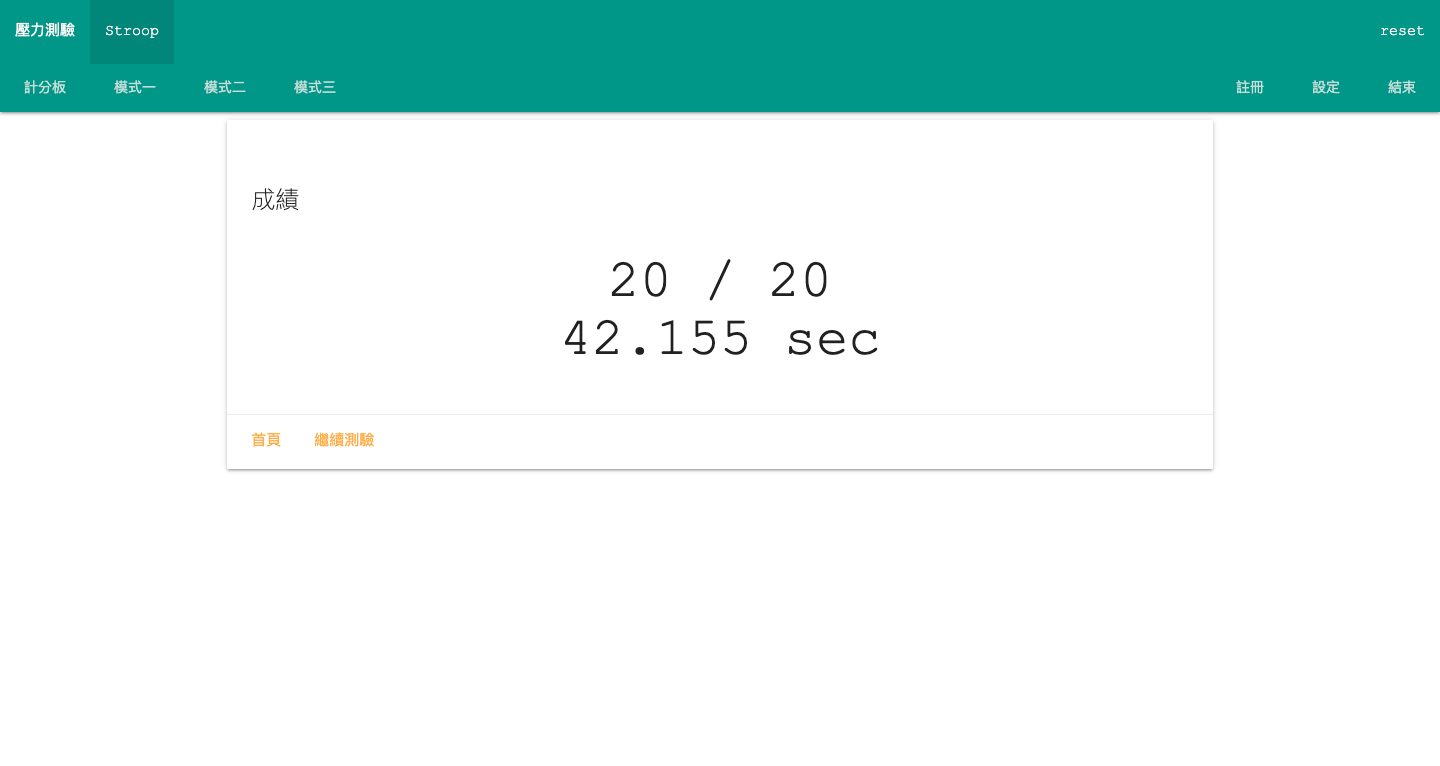 壓力測驗 Stroop reset
計分板 模式一 模式二 模式三 註冊 設定 結束
成績
20 / 20
42.155 sec
首頁 繼續測驗